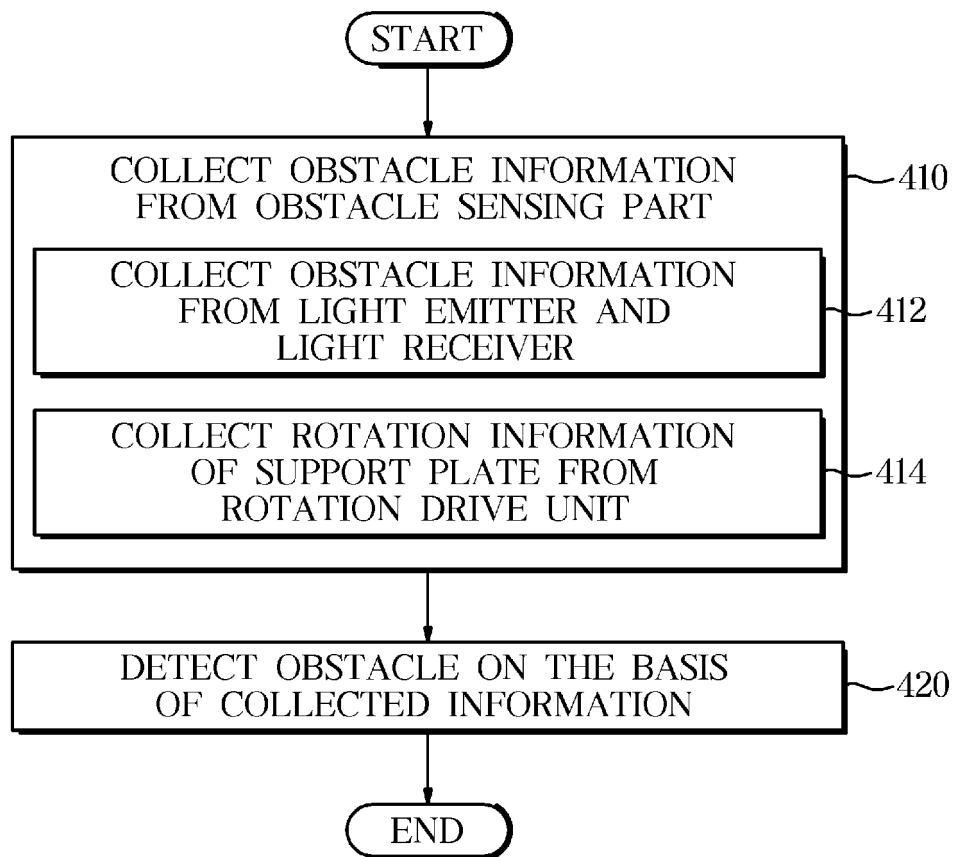 START
COLLECT OBSTACLE INFORMATION
FROM OBSTACLE SENSING PART
410
COLLECT OBSTACLE INFORMATION
FROM LIGHT EMITTER AND
LIGHT RECEIVER
412
COLLECT ROTATION INFORMATION
OF SUPPORT PLATE FROM
ROTATION DRIVE UNIT
414
DETECT OBSTACLE ON THE BASIS
OF COLLECTED INFORMATION
420
END